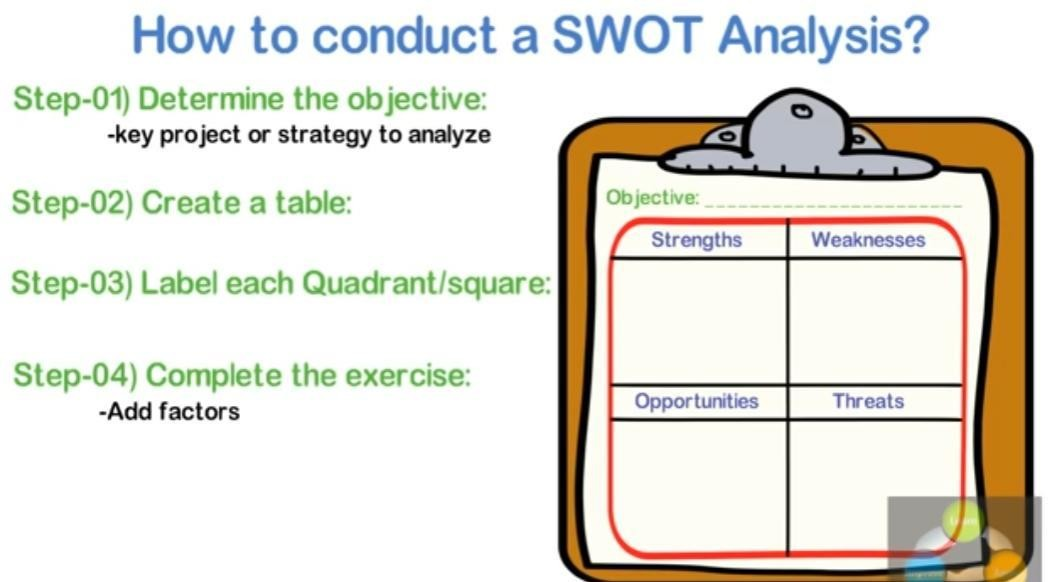 How to conduct a SWOT Analysis?
Step-01) Determine the objective:
-key project or strategy to analyze
Step-02) Create a table:
Step-03) Label each Quadrant/square:
Step-04) Complete the exercise:
-Add factors
Objective: ______________________
Strengths
Weaknesses
Opportunities
Threats
Learn